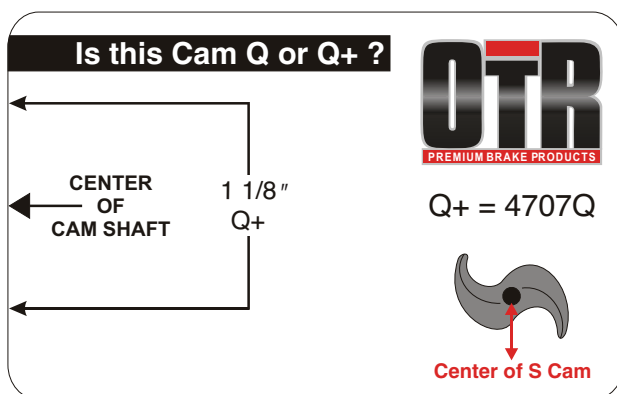 Is this Cam Q or Q+ ?
OTR
PREMIUM BRAKE PRODUCTS
CENTER
OF
CAM SHAFT
1 1/8"
Q+
Q+ = 4707Q
Center of S Cam